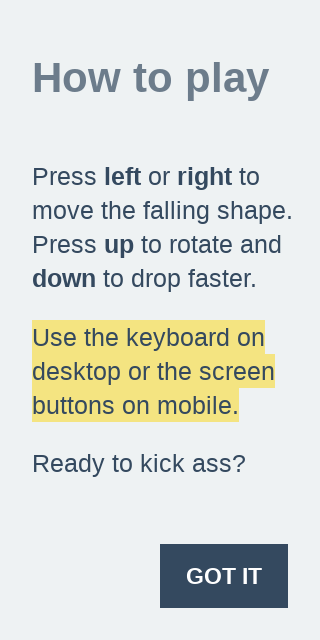 How to play
Press left or right to
move the falling shape.
Press up to rotate and
down to drop faster.
Use the keyboard on
desktop or the screen
buttons on mobile.
Ready to kick ass?
GOT IT